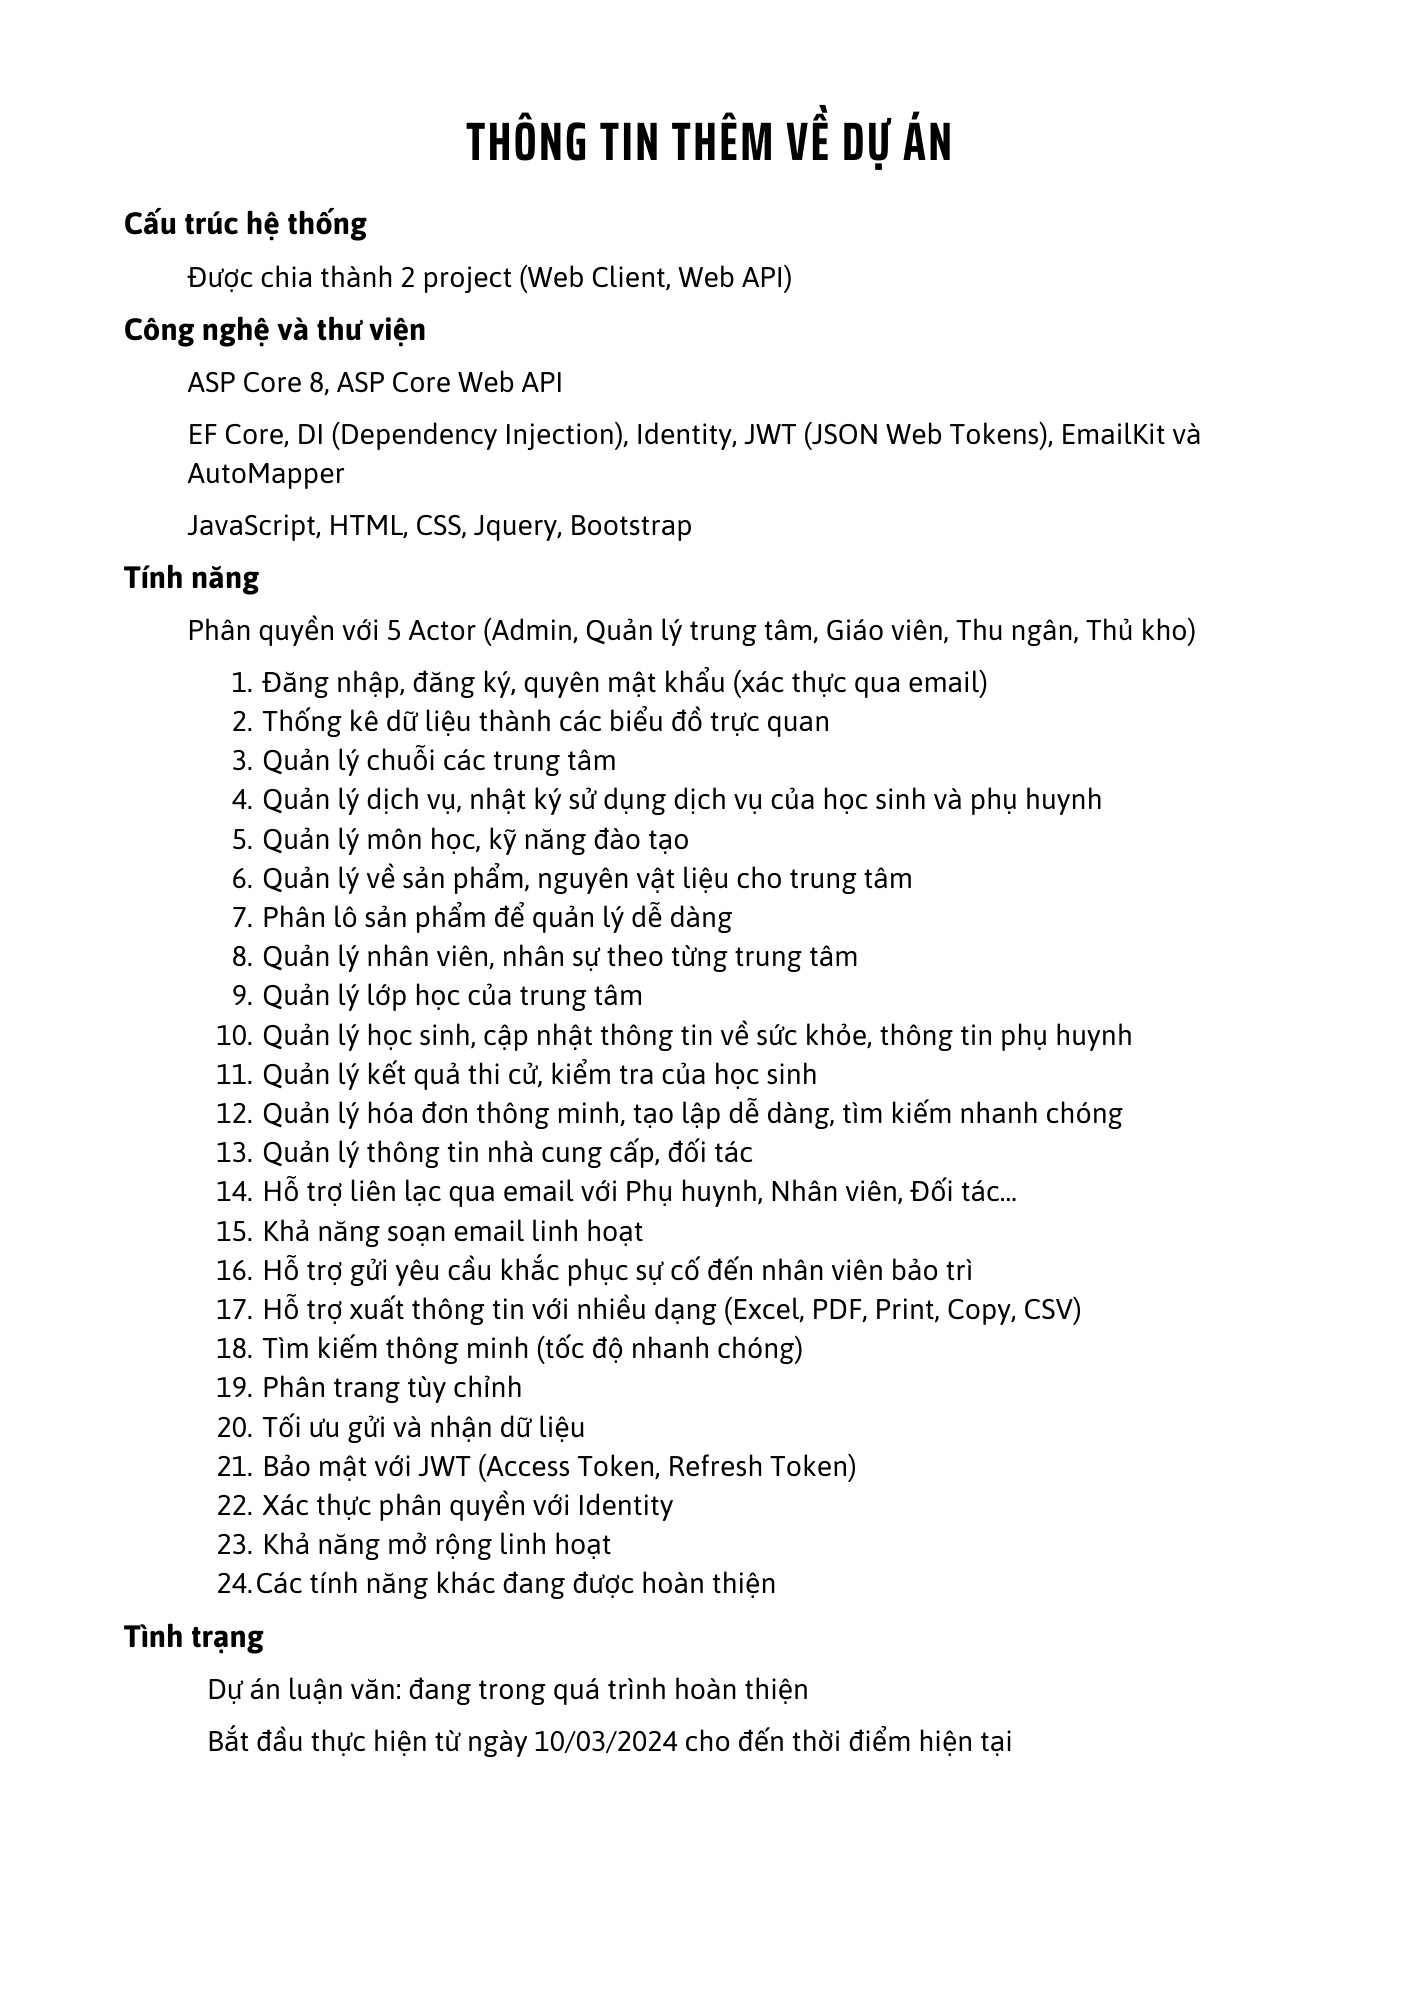 THÔNG TIN THÊM VỀ DỰ ÁN
Cấu trúc hệ thống
Được chia thành 2 project (Web Client, Web API)
Công nghệ và thư viện
ASP Core 8, ASP Core Web API
EF Core, DI (Dependency Injection), Identity, JWT (JSON Web Tokens), EmailKit và
AutoMapper
JavaScript, HTML, CSS, Jquery, Bootstrap
Tính năng
Phân quyền với 5 Actor (Admin, Quản lý trung tâm, Giáo viên, Thu ngân, Thủ kho)
1. Đăng nhập, đăng ký, quyên mật khẩu (xác thực qua email)
2. Thống kê dữ liệu thành các biểu đồ trực quan
3. Quản lý chuỗi các trung tâm
4. Quản lý dịch vụ, nhật ký sử dụng dịch vụ của học sinh và phụ huynh
5. Quản lý môn học, kỹ năng đào tạo
6. Quản lý về sản phẩm, nguyên vật liệu cho trung tâm
7. Phân lô sản phẩm để quản lý dễ dàng
8. Quản lý nhân viên, nhân sự theo từng trung tâm
9. Quản lý lớp học của trung tâm
10. Quản lý học sinh, cập nhật thông tin về sức khỏe, thông tin phụ huynh
11. Quản lý kết quả thi cử, kiểm tra của học sinh
12. Quản lý hóa đơn thông minh, tạo lập dễ dàng, tìm kiếm nhanh chóng
13. Quản lý thông tin nhà cung cấp, đối tác
14. Hỗ trợ liên lạc qua email với Phụ huynh, Nhân viên, Đối tác...
15. Khả năng soạn email linh hoạt
16. Hỗ trợ gửi yêu cầu khắc phục sự cố đến nhân viên bảo trì
17. Hỗ trợ xuất thông tin với nhiều dạng (Excel, PDF, Print, Copy, CSV)
18. Tìm kiếm thông minh (tốc độ nhanh chóng)
19. Phân trang tùy chỉnh
20. Tối ưu gửi và nhận dữ liệu
21. Bảo mật với JWT (Access Token, Refresh Token)
22. Xác thực phân quyền với Identity
23. Khả năng mở rộng linh hoạt
24. Các tính năng khác đang được hoàn thiện
Tình trạng
Dự án luận văn: đang trong quá trình hoàn thiện
Bắt đầu thực hiện từ ngày 10/03/2024 cho đến thời điểm hiện tại